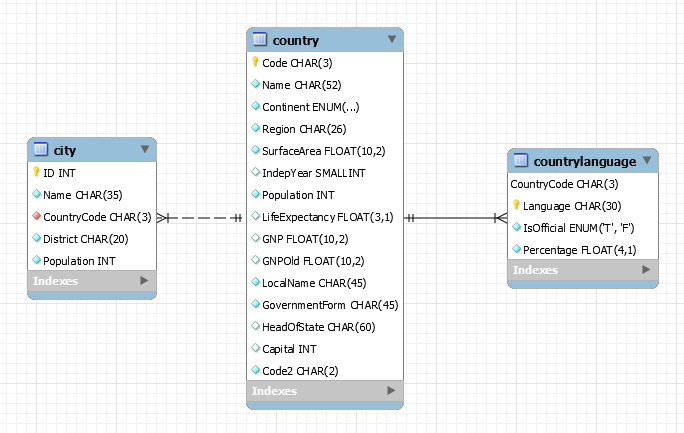 city
ID INT
Name CHAR(35)
CountryCode CHAR(3)
District CHAR(20)
Population INT
Indexes
country
Code CHAR(3)
Name CHAR(52)
Continent ENUM(...)
Region CHAR(26)
SurfaceArea FLOAT(10,2)
IndepYear SMALLINT
Population INT
LifeExpectancy FLOAT(3,1)
GNP FLOAT(10,2)
GNPOld FLOAT(10,2)
LocalName CHAR(45)
GovernmentForm CHAR(45)
HeadOfState CHAR(60)
Capital INT
Code2 CHAR(2)
Indexes
countrylanguage
CountryCode CHAR(3)
Language CHAR(30)
IsOfficial ENUM('T', 'F')
Percentage FLOAT(4,1)
Indexes